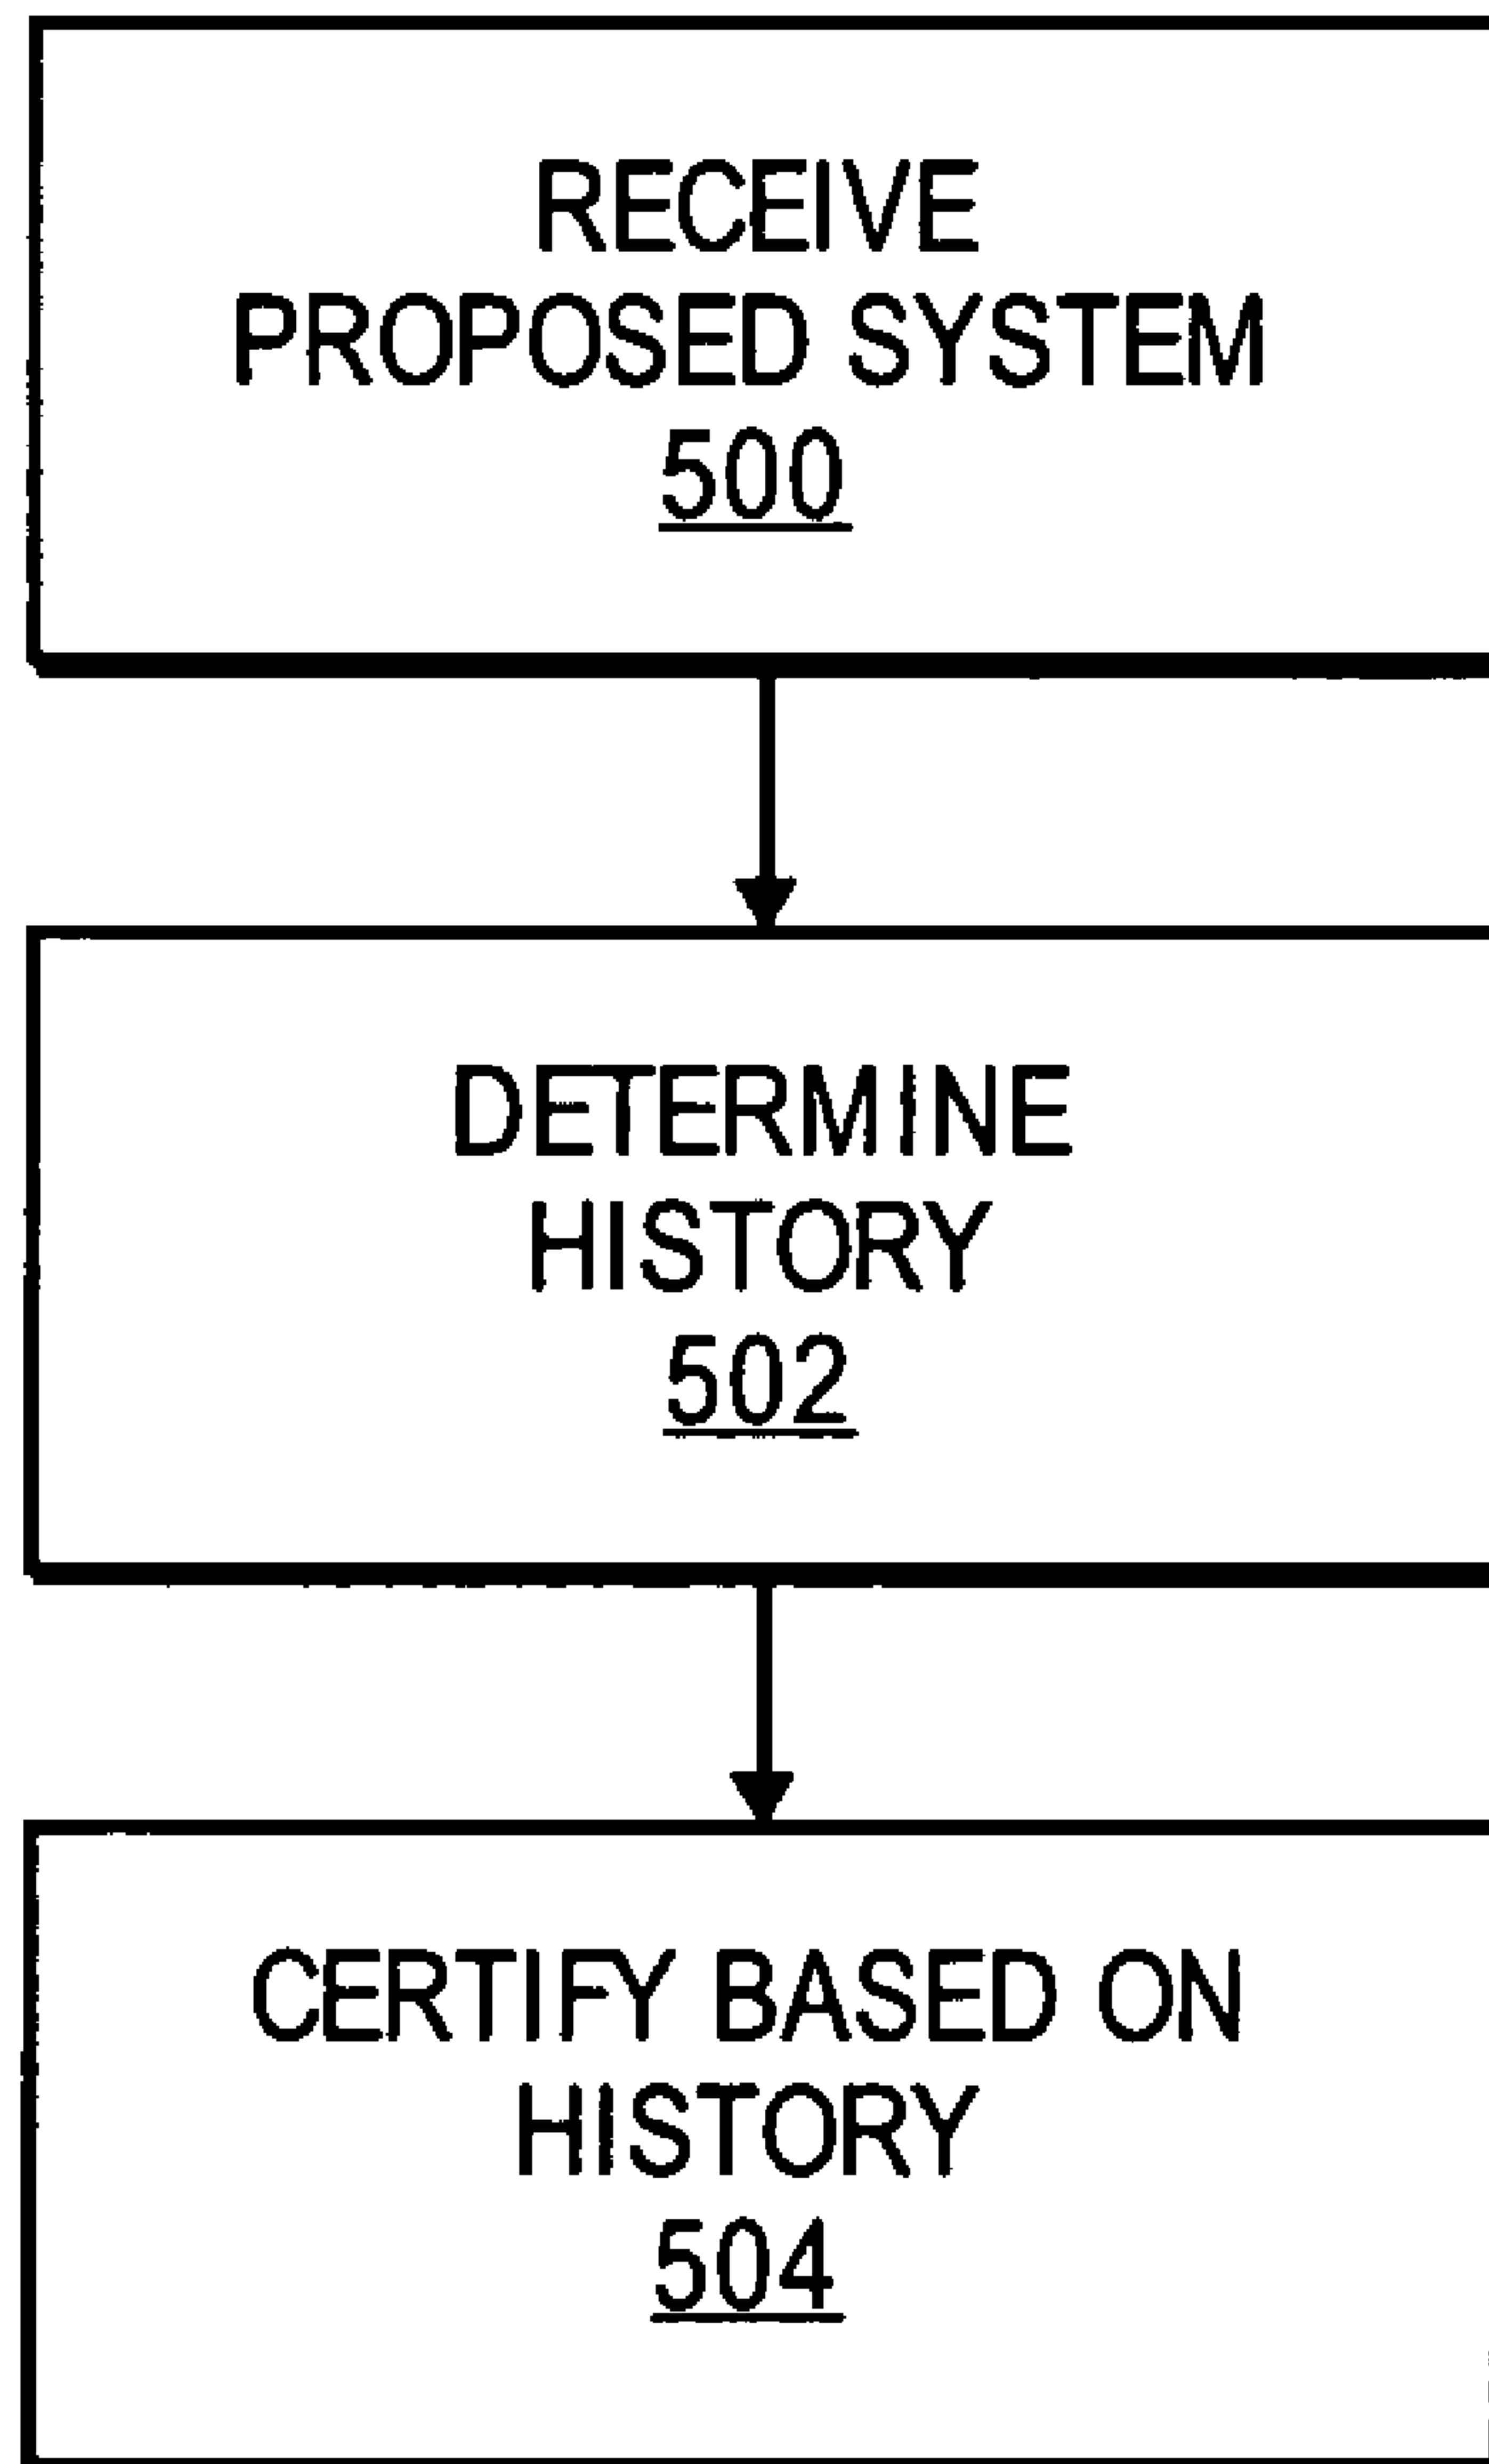 RECEIVE
PROPOSED SYSTEM
500
DETERMINE
HISTORY
502
CERTIFY BASED ON
HISTORY
504